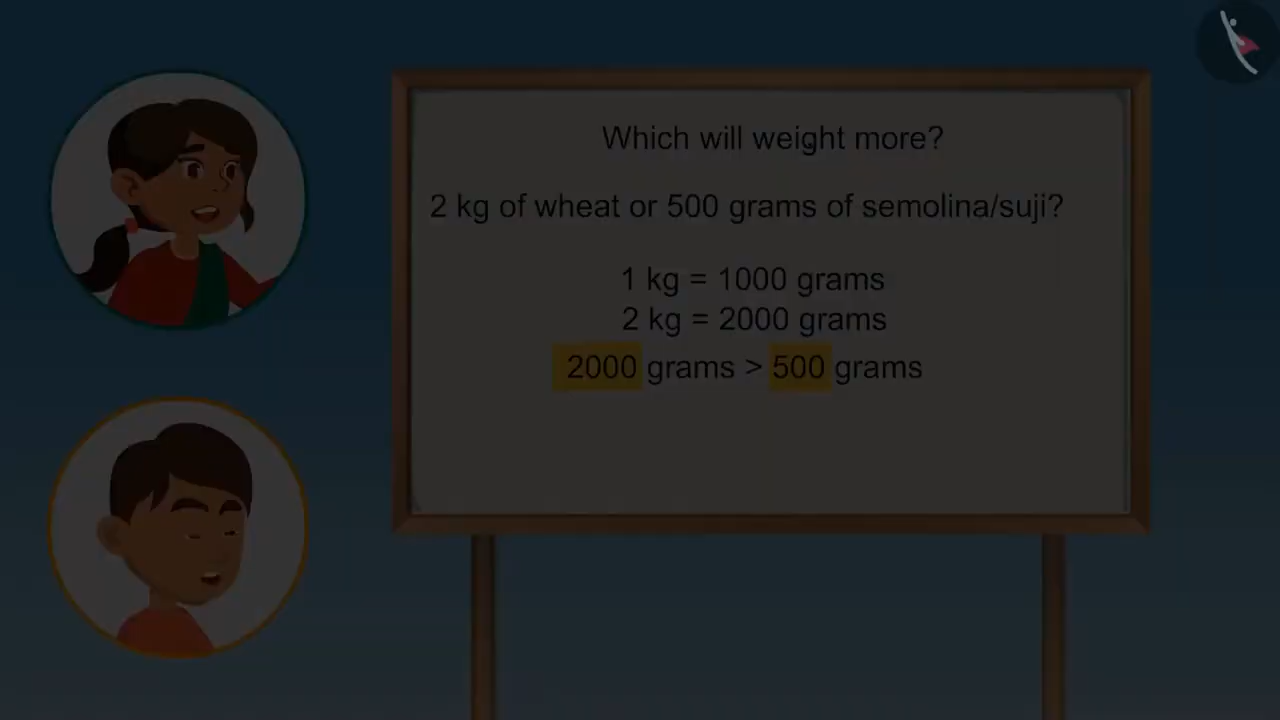 Which will weight more?
2 kg of wheat or 500 grams of semolina/suji?
1 kg = 1000 grams
2 kg = 2000 grams
2000 grams > 500 grams